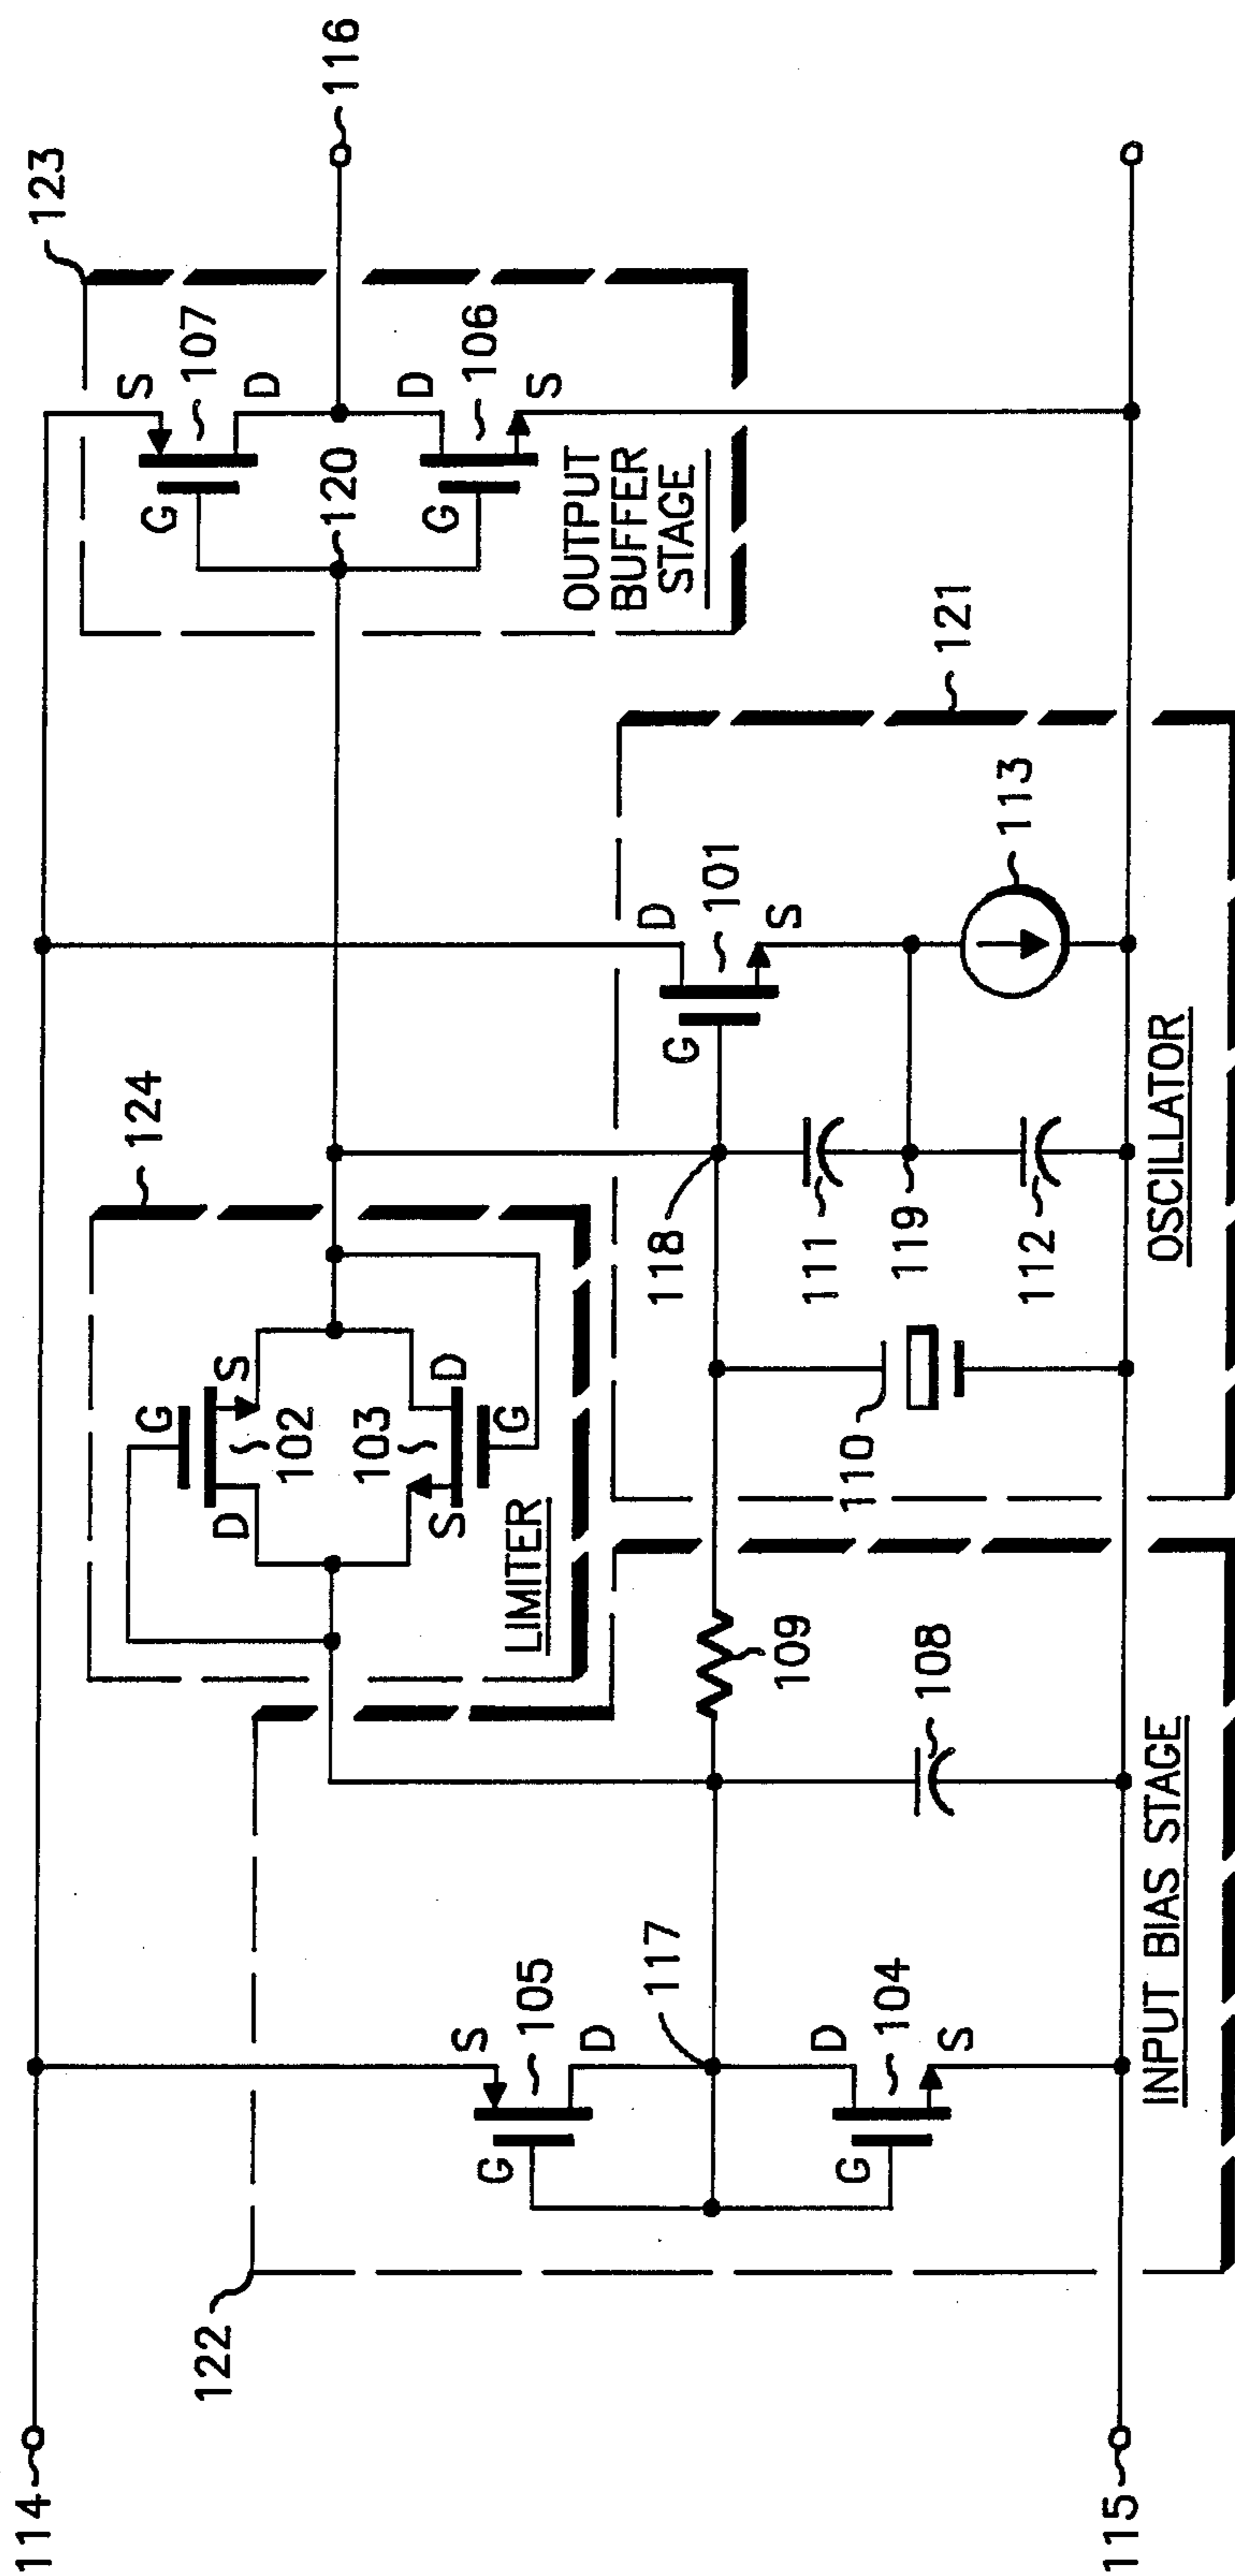 114
115
122
INPUT BIAS STAGE
S
105
G
D
117
D
104
G
S
108
109
124
LIMITER
G
D
102
S
103
S
D
G
118
110
111
119
112
OSCILLATOR
121
D
101
G
S
113
123
OUTPUT
BUFFER
STAGE
S
107
G
D
120
D
106
G
S
116